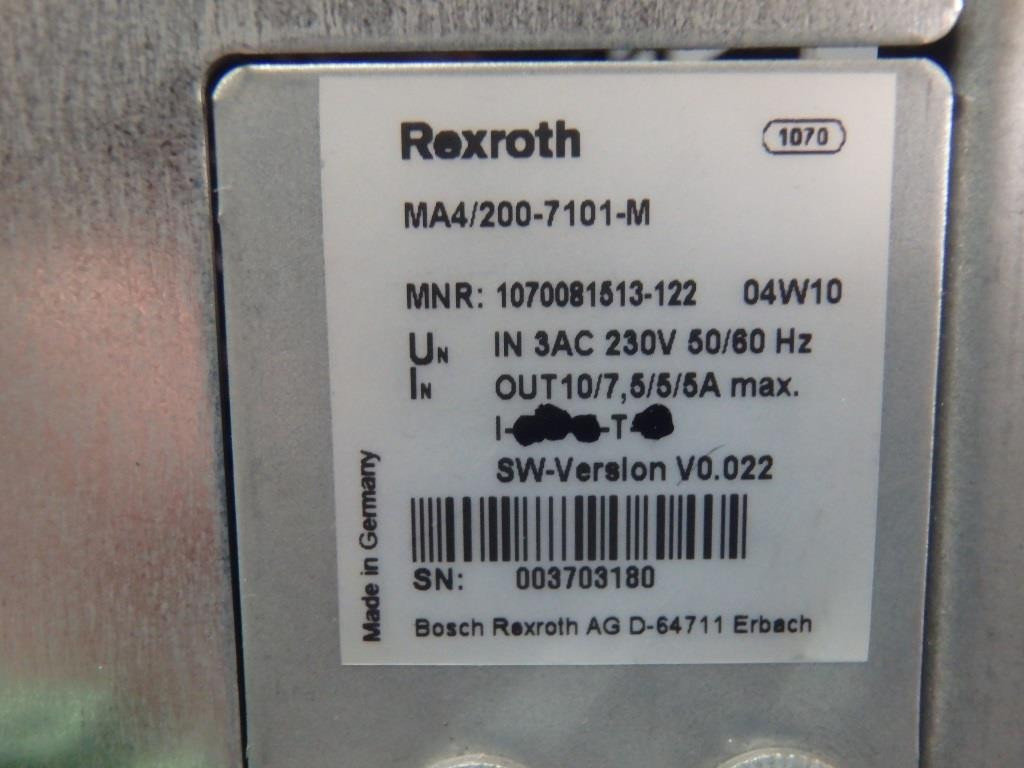 Rexroth 1070
MA4/200-7101-M
MNR: 1070081513-122 04W10
UN IN 3AC 230V 50/60 Hz
IN OUT10/7,5/5/5A max.
I- -T-
SW-Version V0.022
SN: 003703180
Bosch Rexroth AG D-64711 Erbach
Made in Germany